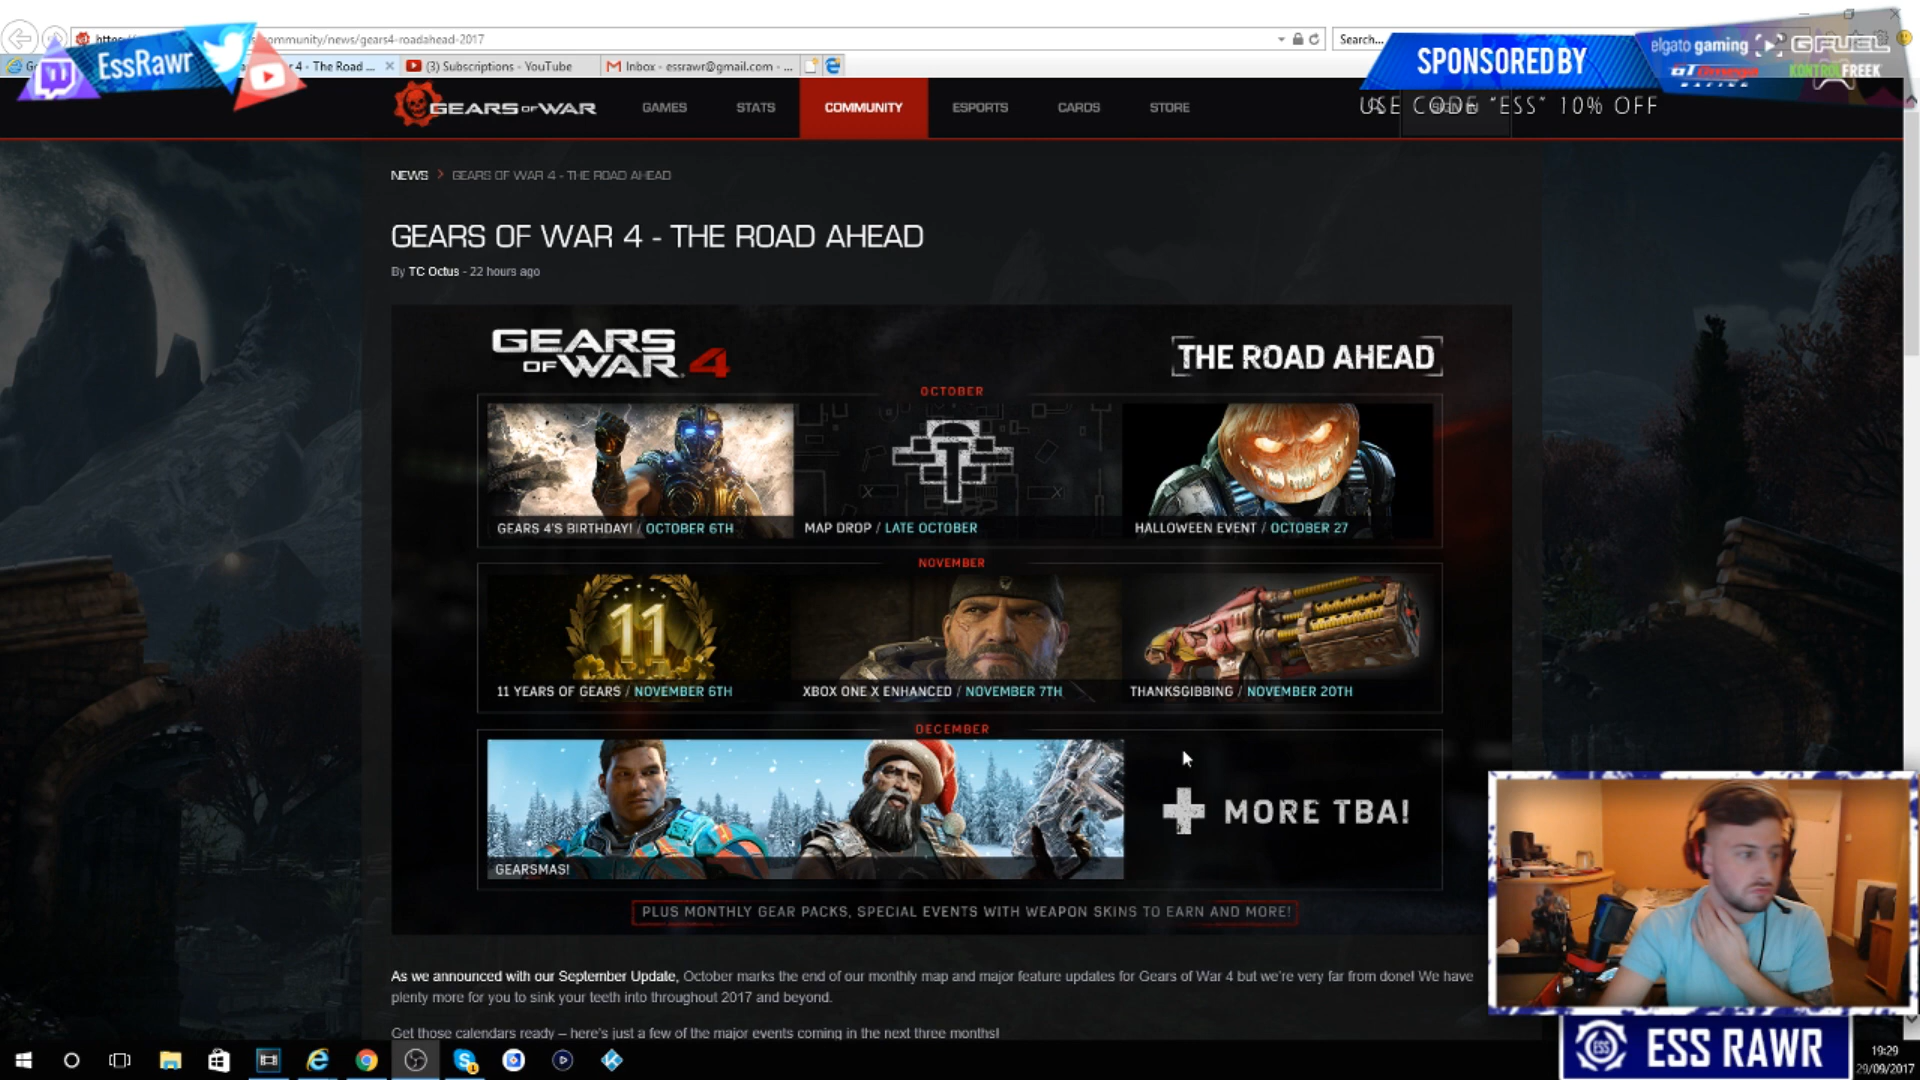 https:
community/news/gears4-roadahead-2017
Search...
r 4 - The Road ...
(3) Subscriptions - YouTube
Inbox - essrawr@gmail.com - ...
EssRawr
SPONSORED BY
elgato gaming
G FUEL
GT Omega
RACING
KONTROLFREEK
USE CODE "ESS" 10% OFF
GEARS OF WAR
GAMES
STATS
COMMUNITY
ESPORTS
CARDS
STORE
SIGN IN
NEWS > GEARS OF WAR 4 - THE ROAD AHEAD
GEARS OF WAR 4 - THE ROAD AHEAD
By TC Octus - 22 hours ago
GEARS
OF WAR 4
THE ROAD AHEAD
OCTOBER
GEARS 4'S BIRTHDAY! / OCTOBER 6TH
MAP DROP / LATE OCTOBER
HALLOWEEN EVENT / OCTOBER 27
NOVEMBER
11
11 YEARS OF GEARS / NOVEMBER 6TH
XBOX ONE X ENHANCED / NOVEMBER 7TH
THANKSGIBBING / NOVEMBER 20TH
DECEMBER
GEARSMAS!
+ MORE TBA!
PLUS MONTHLY GEAR PACKS, SPECIAL EVENTS WITH WEAPON SKINS TO EARN AND MORE!
As we announced with our September Update, October marks the end of our monthly map and major feature updates for Gears of War 4 but we're very far from done! We have
plenty more for you to sink your teeth into throughout 2017 and beyond.
Get those calendars ready – here's just a few of the major events coming in the next three months!
ESS
ESS RAWR
19:29
29/09/2017